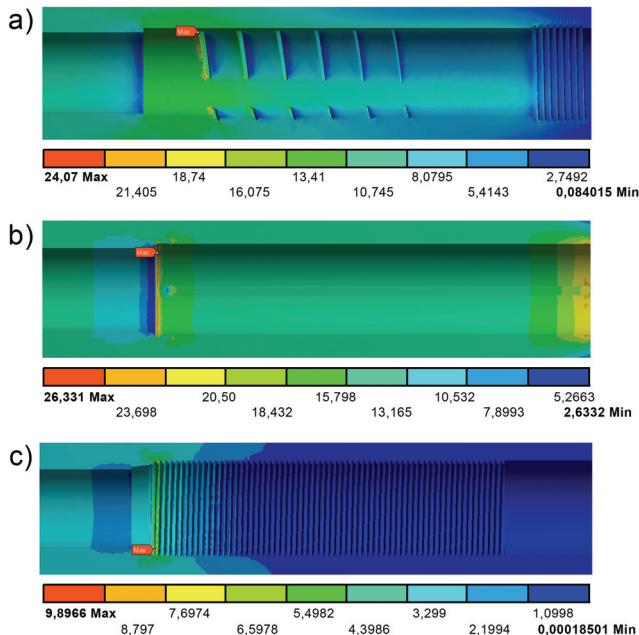 a)
Max
24,07 Max 18,74 13,41 8,0795 2,7492
21,405 16,075 10,745 5,4143 0,084015 Min
b)
Max
26,331 Max 20,50 15,798 10,532 5,2663
23,698 18,432 13,165 7,8993 2,6332 Min
c)
Max
9,8966 Max 7,6974 5,4982 3,299 1,0998
8,797 6,5978 4,3986 2,1994 0,00018501 Min